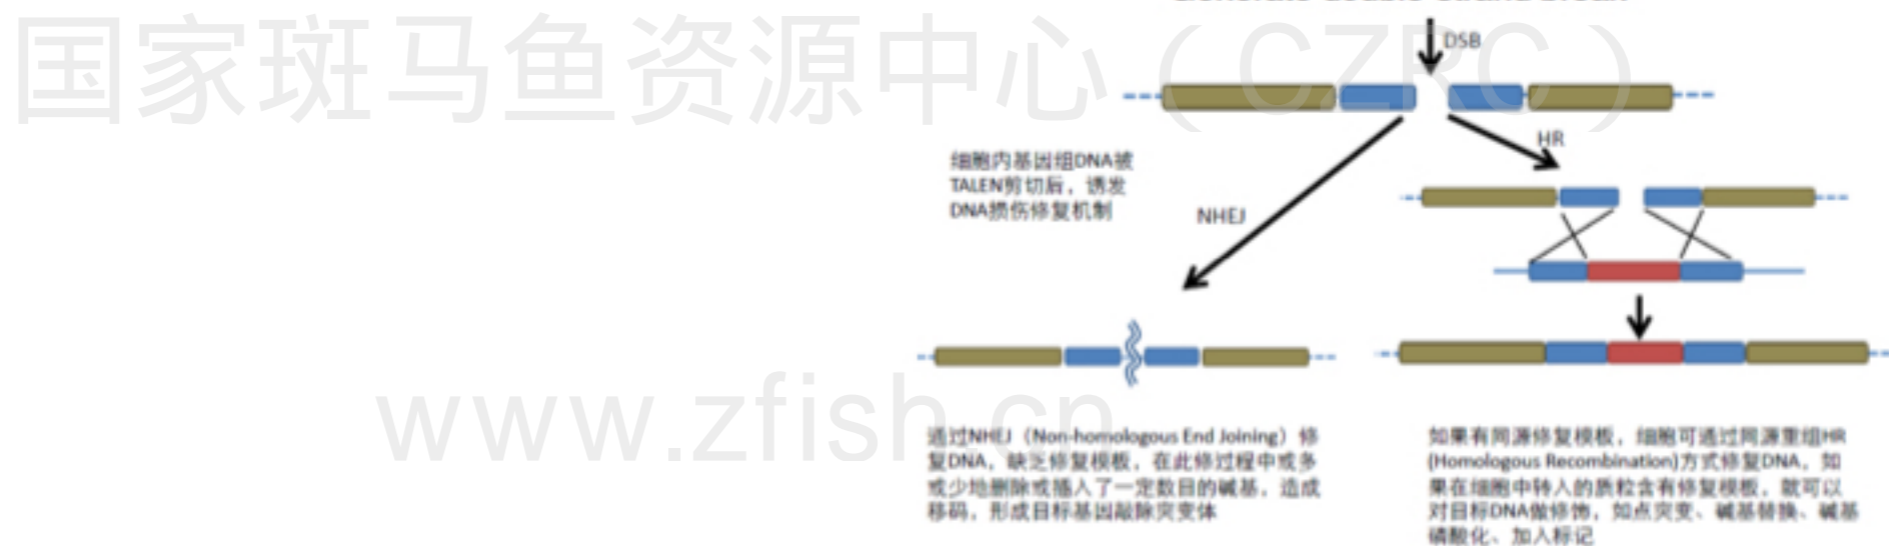 国家斑马鱼资源中心（CZRC）
DSB
HR
细胞内基因组DNA被
TALEN剪切后，诱发
DNA损伤修复机制
NHEJ
www.zfish.cn
通过NHEJ（Non-homologous End Joining）修
复DNA，缺乏修复模板，在此修过程中或多
或少地删除或插入了一定数目的碱基，造成
移码，形成目标基因敲除突变体
如果有同源修复模板，细胞可通过同源重组HR
(Homologous Recombination)方式修复DNA，如
果在细胞中转入的质粒含有修复模板，就可以
对目标DNA做修饰，如点突变、碱基替换、碱基
磷酸化、加入标记